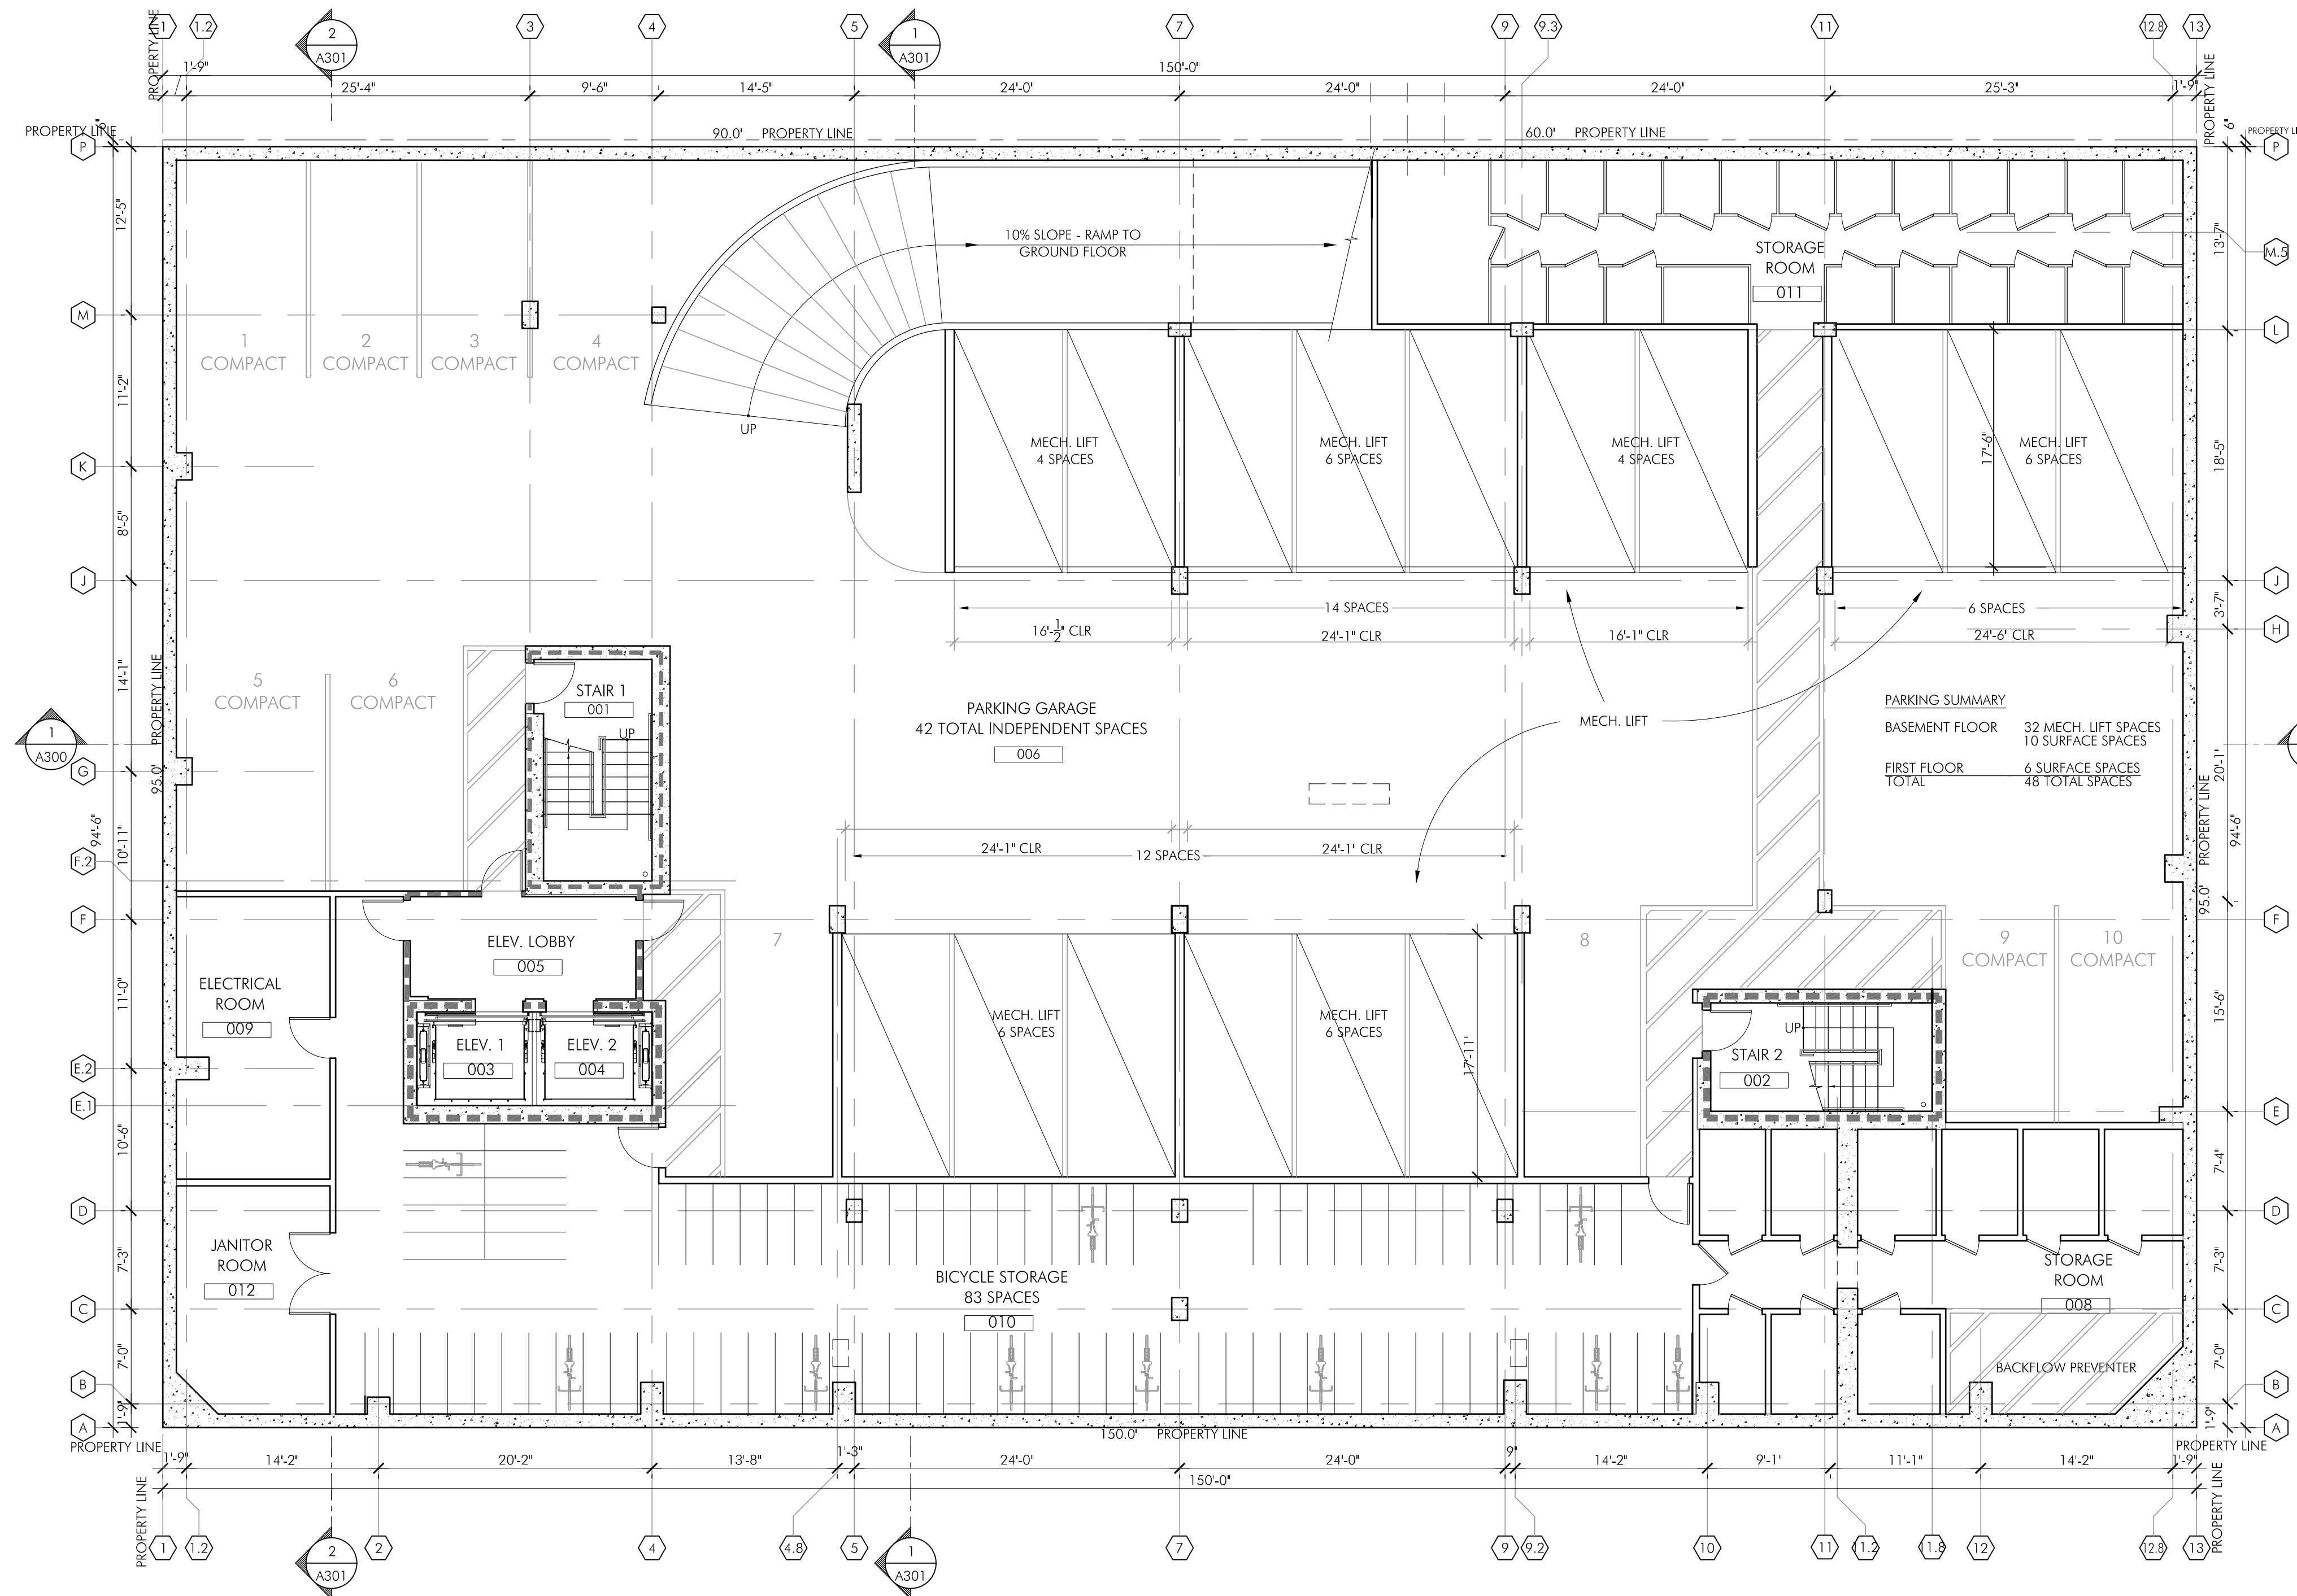 1
1.2
2
A301
3
4
5
1
A301
7
9
9.3
11
12.8
13
PROPERTY LINE
PROPERTY LINE
150'-0"
1'-9"
25'-4"
9'-6"
14'-5"
24'-0"
24'-0"
24'-0"
25'-3"
1'-9"
PROPERTY LINE
6"
90.0' PROPERTY LINE
60.0' PROPERTY LINE
6"
P
P
12'-5"
10% SLOPE - RAMP TO
GROUND FLOOR
STORAGE
ROOM
011
13'-7"
M.5
M
L
1
COMPACT
2
COMPACT
3
COMPACT
4
COMPACT
11'-2"
UP
MECH. LIFT
4 SPACES
MECH. LIFT
6 SPACES
MECH. LIFT
4 SPACES
17'-6"
MECH. LIFT
6 SPACES
18'-5"
K
8'-5"
J
J
14 SPACES
6 SPACES
3'-7"
16'-1/2" CLR
24'-1" CLR
16'-1" CLR
24'-6" CLR
H
14'-1"
PROPERTY LINE
95.0'
5
COMPACT
6
COMPACT
STAIR 1
001
UP
PARKING GARAGE
42 TOTAL INDEPENDENT SPACES
006
MECH. LIFT
PARKING SUMMARY
BASEMENT FLOOR 32 MECH. LIFT SPACES
10 SURFACE SPACES
FIRST FLOOR 6 SURFACE SPACES
TOTAL 48 TOTAL SPACES
1
A300
G
20'-1"
PROPERTY LINE
95.0'
94'-6"
94'-6"
10'-11"
F.2
24'-1" CLR
12 SPACES
24'-1" CLR
F
F
ELEV. LOBBY
005
7
8
9
COMPACT
10
COMPACT
11'-0"
ELECTRICAL
ROOM
009
MECH. LIFT
6 SPACES
MECH. LIFT
6 SPACES
17'-11"
15'-6"
ELEV. 1
003
ELEV. 2
004
UP
STAIR 2
002
E.2
E.1
E
10'-6"
7'-4"
D
D
7'-3"
JANITOR
ROOM
012
BICYCLE STORAGE
83 SPACES
010
STORAGE
ROOM
008
7'-3"
C
C
7'-0"
BACKFLOW PREVENTER
7'-0"
B
B
1'-9"
1'-9"
A
A
PROPERTY LINE
150.0' PROPERTY LINE
PROPERTY LINE
1'-9"
14'-2"
20'-2"
13'-8"
1'-3"
24'-0"
24'-0"
9"
14'-2"
9'-1"
11'-1"
14'-2"
1'-9"
150'-0"
PROPERTY LINE
PROPERTY LINE
1
1.2
2
A301
2
4
4.8
5
1
A301
7
9
9.2
10
11
11.2
11.8
12
12.8
13